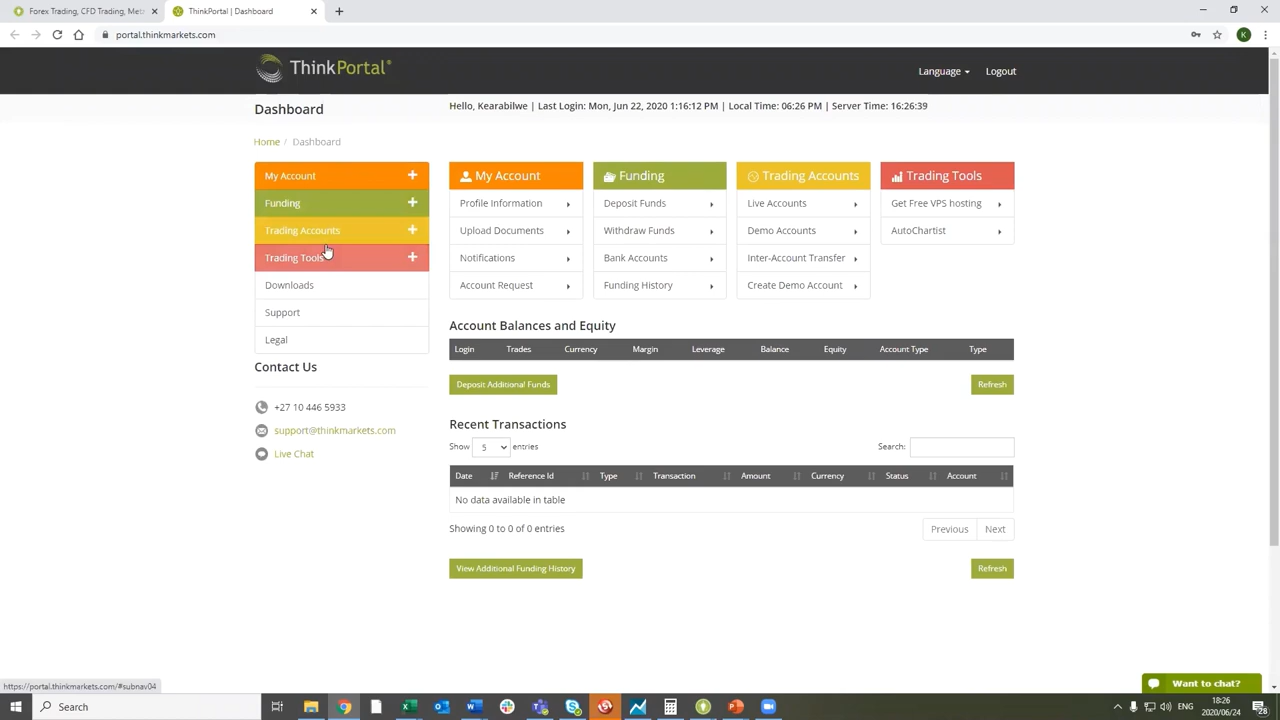 Forex Trading, CFD Trading, Meta
ThinkPortal | Dashboard
portal.thinkmarkets.com
K
ThinkPortal®
Language
Logout
Dashboard
Hello, Kearabilwe | Last Login: Mon, Jun 22, 2020 1:16:12 PM | Local Time: 06:26 PM | Server Time: 16:26:39
Home / Dashboard
My Account
Funding
Trading Accounts
Trading Tools
Downloads
Support
Legal
Contact Us
+27 10 446 5933
support@thinkmarkets.com
Live Chat
My Account
Profile Information
Upload Documents
Notifications
Account Request
Funding
Deposit Funds
Withdraw Funds
Bank Accounts
Funding History
Trading Accounts
Live Accounts
Demo Accounts
Inter-Account Transfer
Create Demo Account
Trading Tools
Get Free VPS hosting
AutoChartist
Account Balances and Equity
Login Trades Currency Margin Leverage Balance Equity Account Type Type
Deposit Additional Funds
Refresh
Recent Transactions
Show 5 entries
Search:
Date Reference Id Type Transaction Amount Currency Status Account
No data available in table
Showing 0 to 0 of 0 entries
Previous Next
View Additional Funding History
Refresh
Want to chat?
https://portal.thinkmarkets.com/#subnav04
Search
ENG
18:26
2020/06/24
28